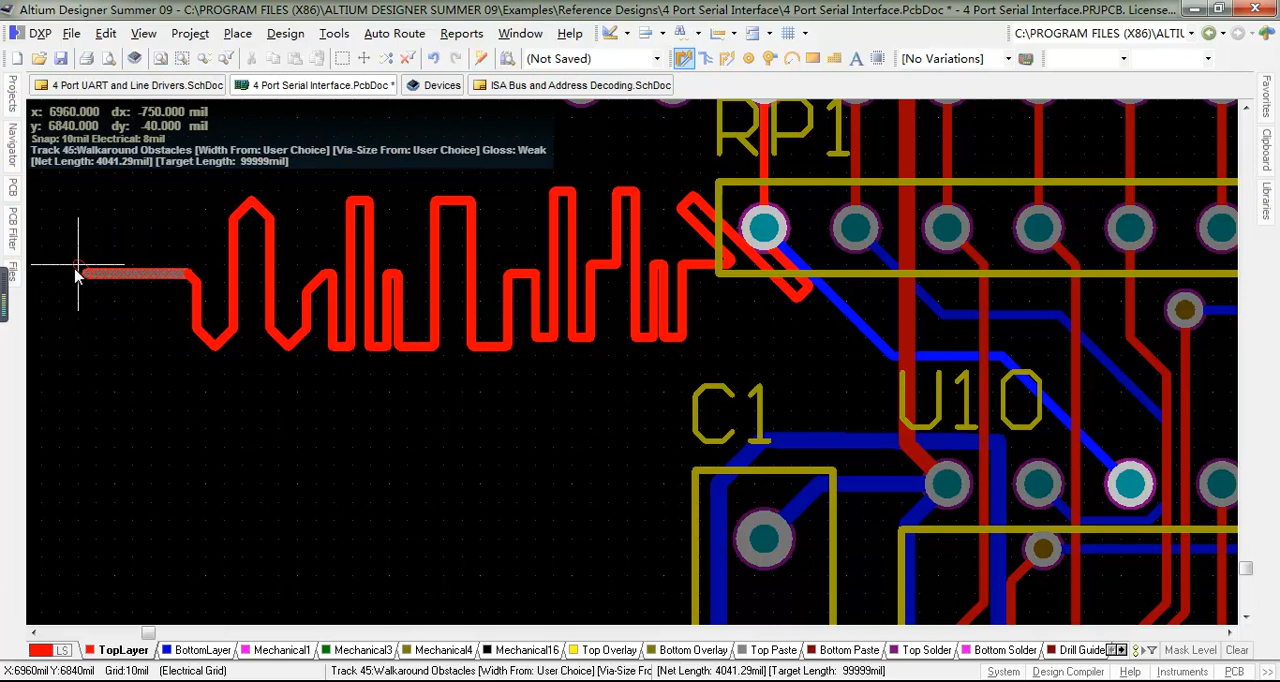 Altium Designer Summer 09 - C:\PROGRAM FILES (X86)\ALTIUM DESIGNER SUMMER 09\Examples\Reference Designs\4 Port Serial Interface\4 Port Serial Interface.PcbDoc * - 4 Port Serial Interface.PRJPCB. License...
DXP File Edit View Project Place Design Tools Auto Route Reports Window Help C:\PROGRAM FILES (X86)\ALTIU
(Not Saved) [No Variations]
4 Port UART and Line Drivers.SchDoc 4 Port Serial Interface.PcbDoc * Devices ISA Bus and Address Decoding.SchDoc
Projects
Navigator
PCB
PCB Filter
Files
x: 6960.000 dx: -750.000 mil
y: 6840.000 dy: -40.000 mil
Snap: 10mil Electrical: 8mil
Track 45:Walkaround Obstacles [Width From: User Choice] [Via-Size From: User Choice] Gloss: Weak
[Net Length: 4041.29mil] [Target Length: 99999mil]
RP1
C1
U10
Favorites
Clipboard
Libraries
LS TopLayer BottomLayer Mechanical1 Mechanical3 Mechanical4 Mechanical16 Top Overlay Bottom Overlay Top Paste Bottom Paste Top Solder Bottom Solder Drill Guide Mask Level Clear
X:6960mil Y:6840mil Grid:10mil (Electrical Grid) Track 45:Walkaround Obstacles [Width From: User Choice] [Via-Size Frc [Net Length: 4041.29mil] [Target Length: 99999mil] System Design Compiler Help Instruments PCB >>